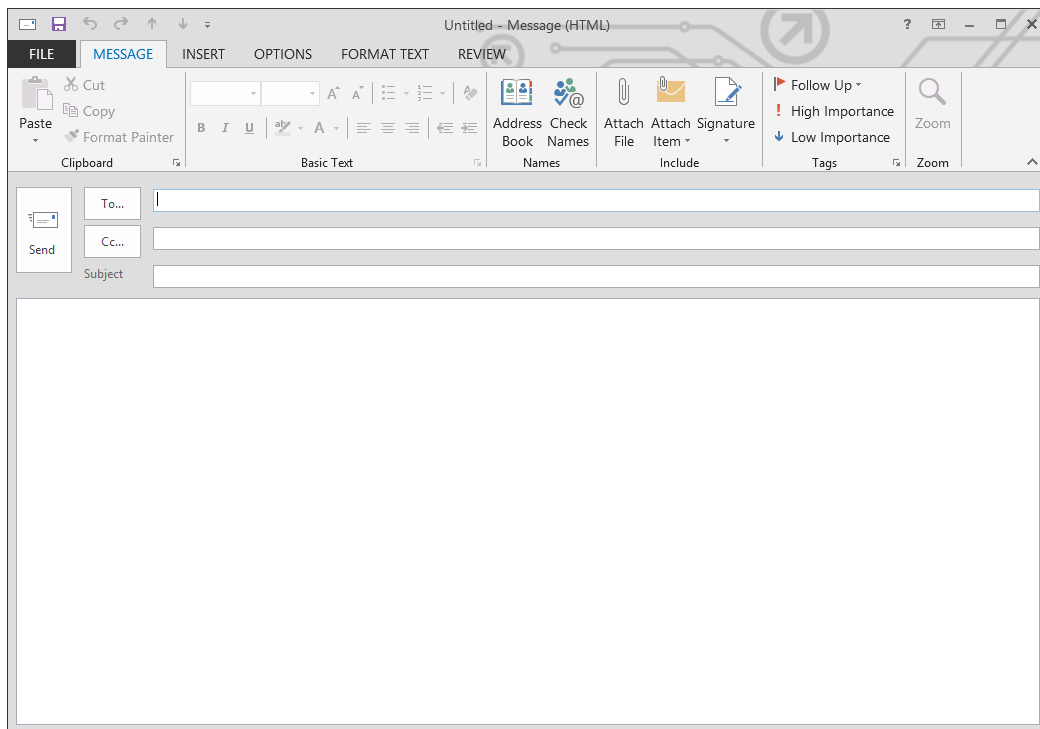 Untitled - Message (HTML)
FILE MESSAGE INSERT OPTIONS FORMAT TEXT REVIEW
Paste
Cut
Copy
Format Painter
Clipboard
B I U A
Basic Text
Address Book
Check Names
Names
Attach File
Attach Item
Signature
Include
Follow Up
High Importance
Low Importance
Tags
Zoom
Zoom
Send
To...
Cc...
Subject